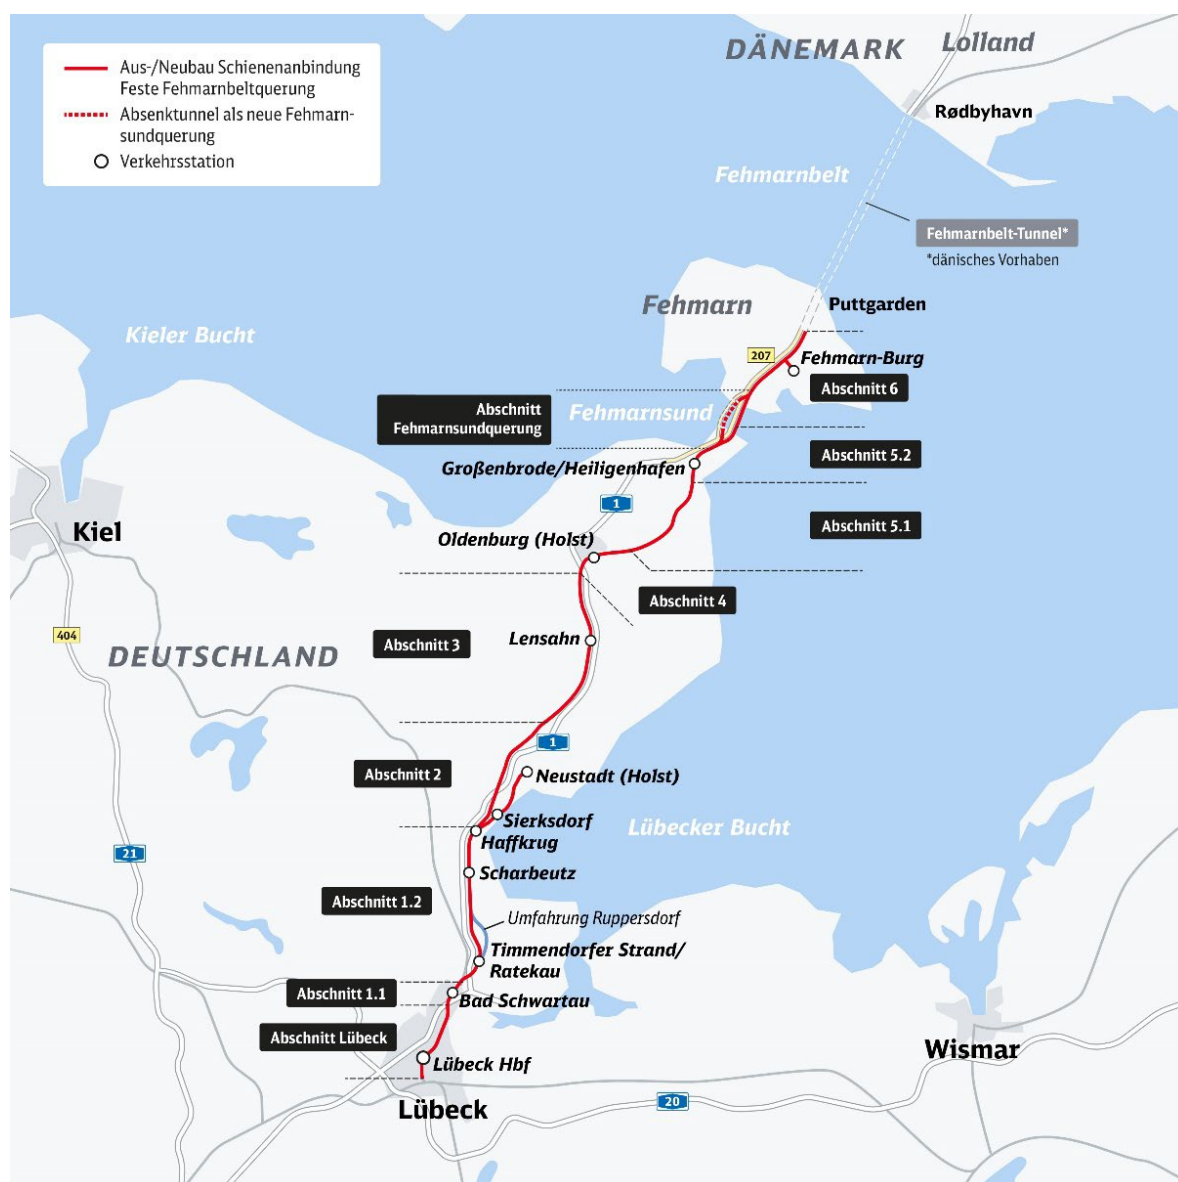 Aus-/Neubau Schienenanbindung
Feste Fehmarnbeltquerung
Absenktunnel als neue Fehmarn-
sundquerung
Verkehrsstation
DÄNEMARK
Lolland
Rødbyhavn
Fehmarnbelt
Fehmarnbelt-Tunnel*
*dänisches Vorhaben
Fehmarn
Puttgarden
Kieler Bucht
207
Fehmarn-Burg
Abschnitt 6
Abschnitt
Fehmarnsundquerung
Fehmarnsund
Abschnitt 5.2
Großenbrode/Heiligenhafen
1
Abschnitt 5.1
Kiel
Oldenburg (Holst)
Abschnitt 4
404
Lensahn
Abschnitt 3
DEUTSCHLAND
1
Abschnitt 2
Neustadt (Holst)
Sierksdorf
Lübecker Bucht
Haffkrug
21
Scharbeutz
Abschnitt 1.2
Umfahrung Ruppersdorf
Timmendorfer Strand/
Ratekau
Abschnitt 1.1
Bad Schwartau
Abschnitt Lübeck
Wismar
Lübeck Hbf
Lübeck
20